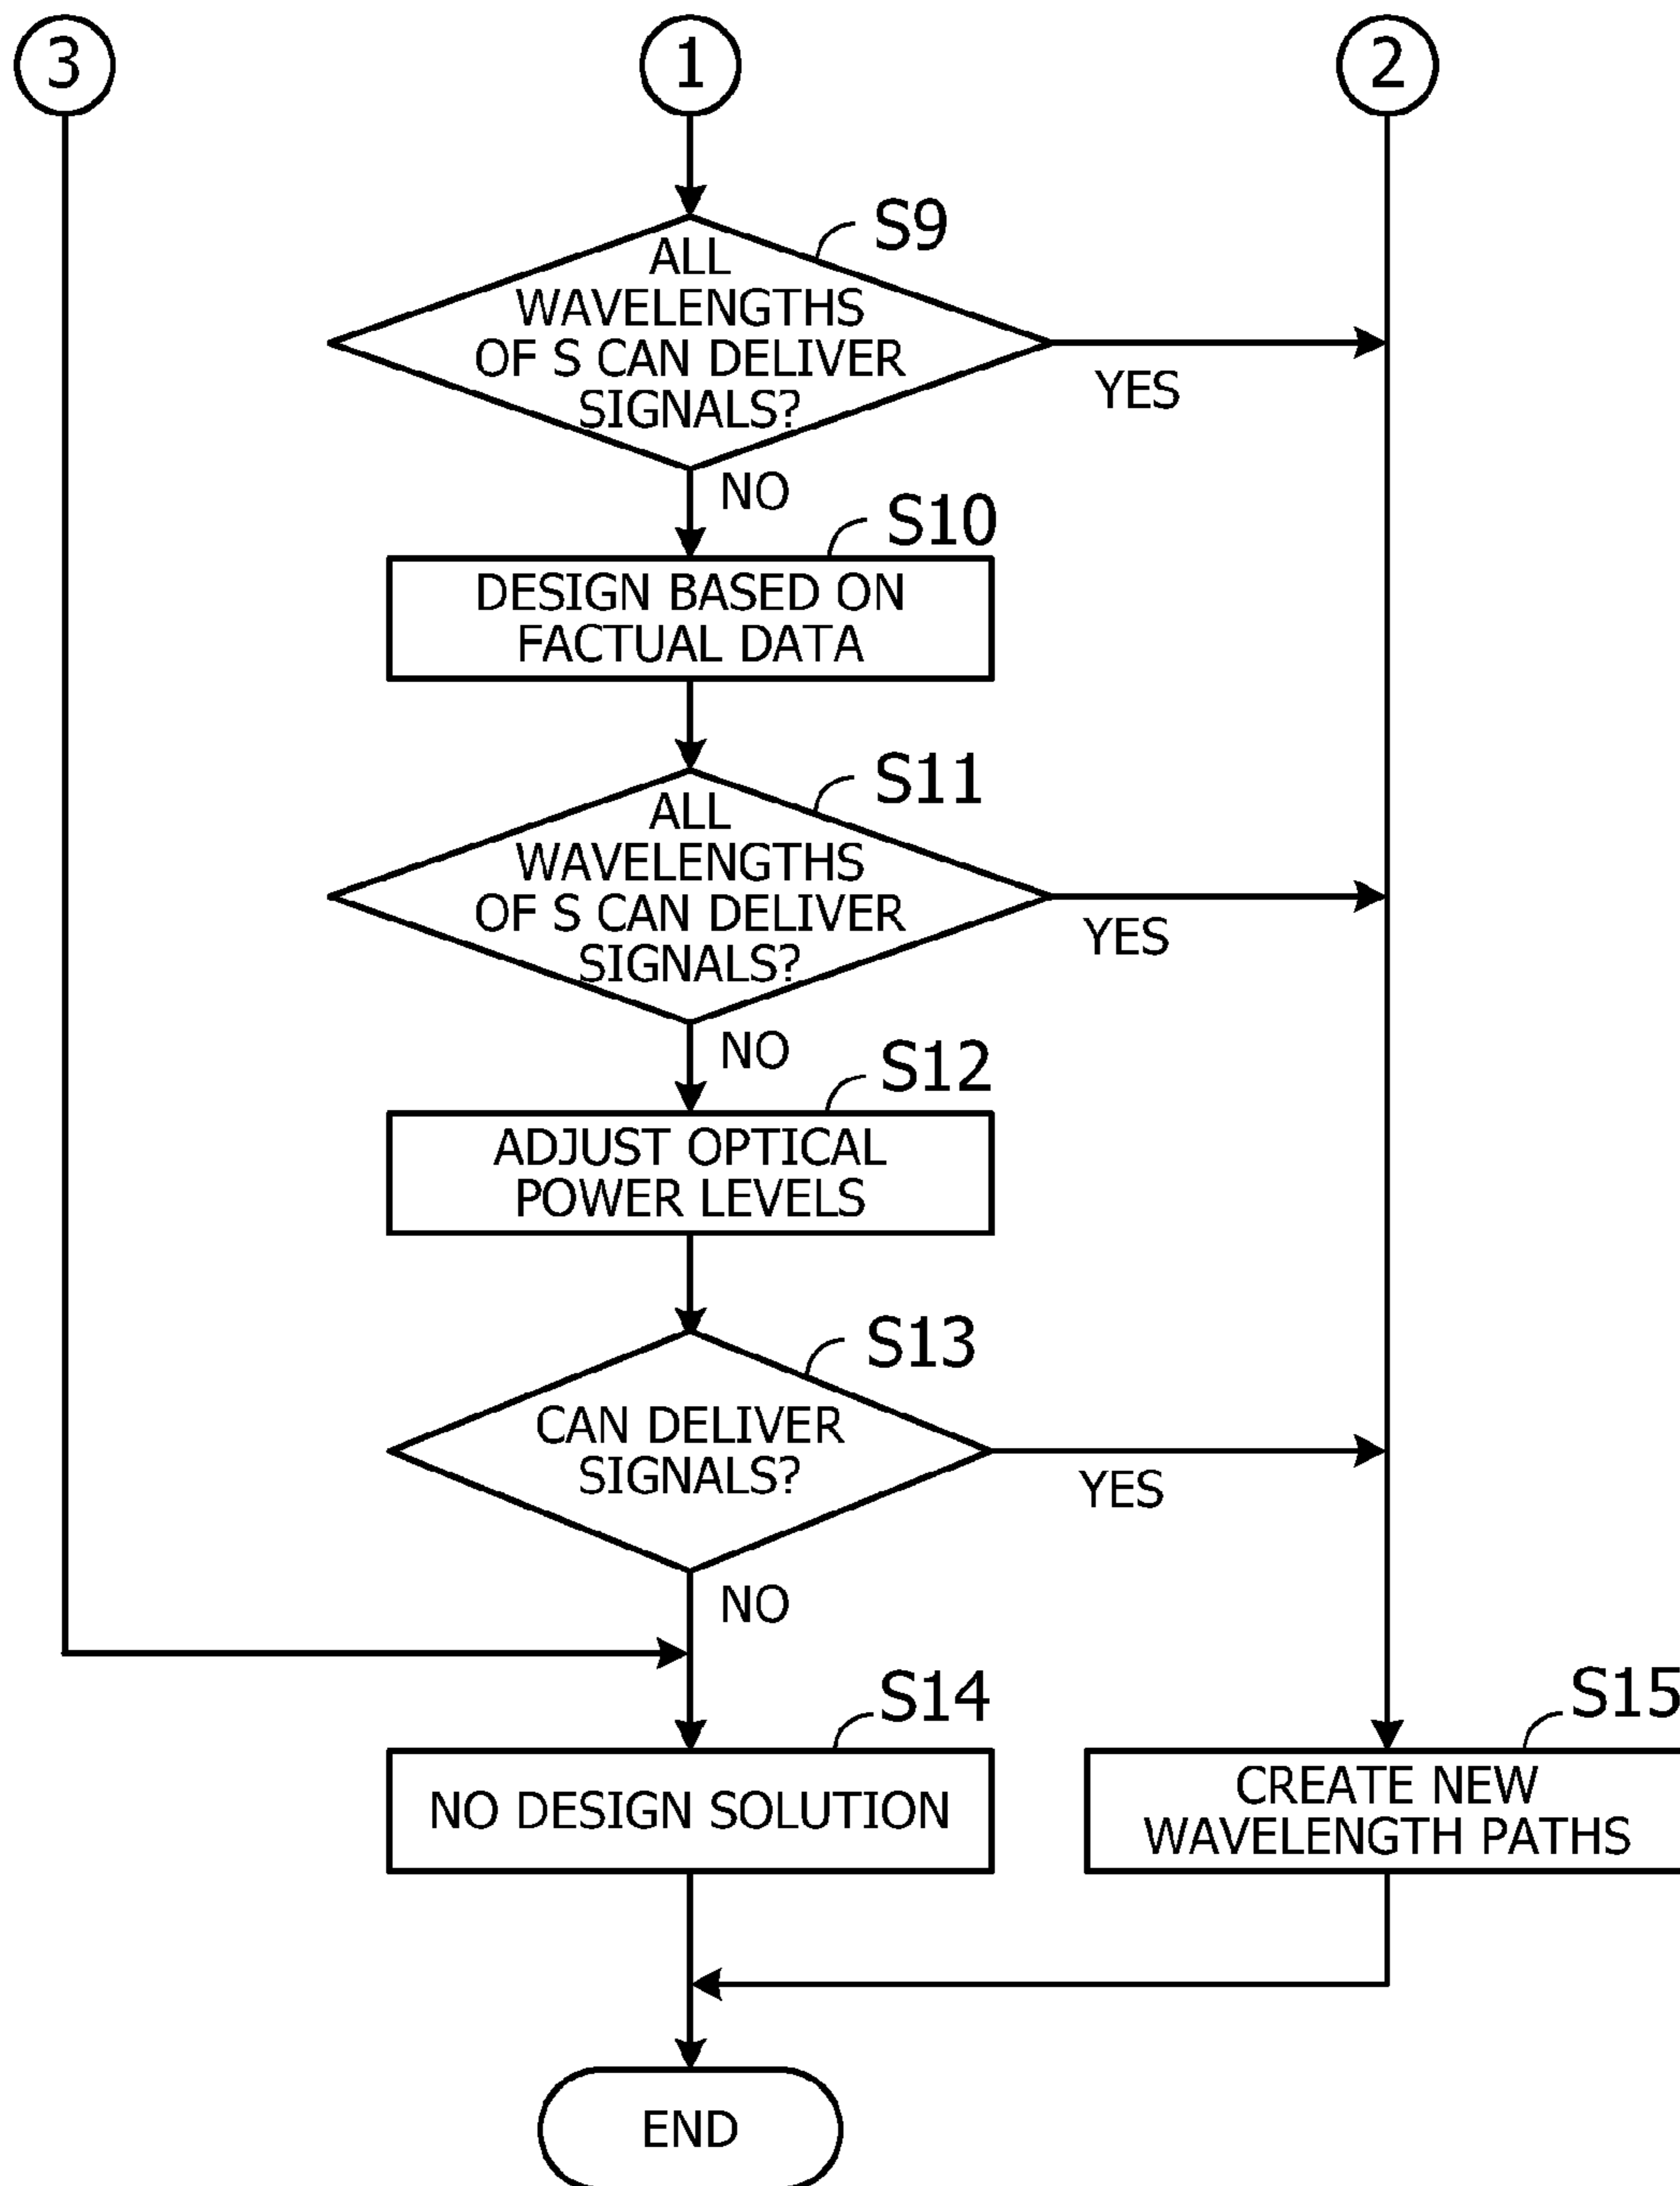 3
1
2
S9
ALL
WAVELENGTHS
OF S CAN DELIVER
SIGNALS?
YES
NO
S10
DESIGN BASED ON
FACTUAL DATA
S11
ALL
WAVELENGTHS
OF S CAN DELIVER
SIGNALS?
YES
NO
S12
ADJUST OPTICAL
POWER LEVELS
S13
CAN DELIVER
SIGNALS?
YES
NO
S14
NO DESIGN SOLUTION
S15
CREATE NEW
WAVELENGTH PATHS
END